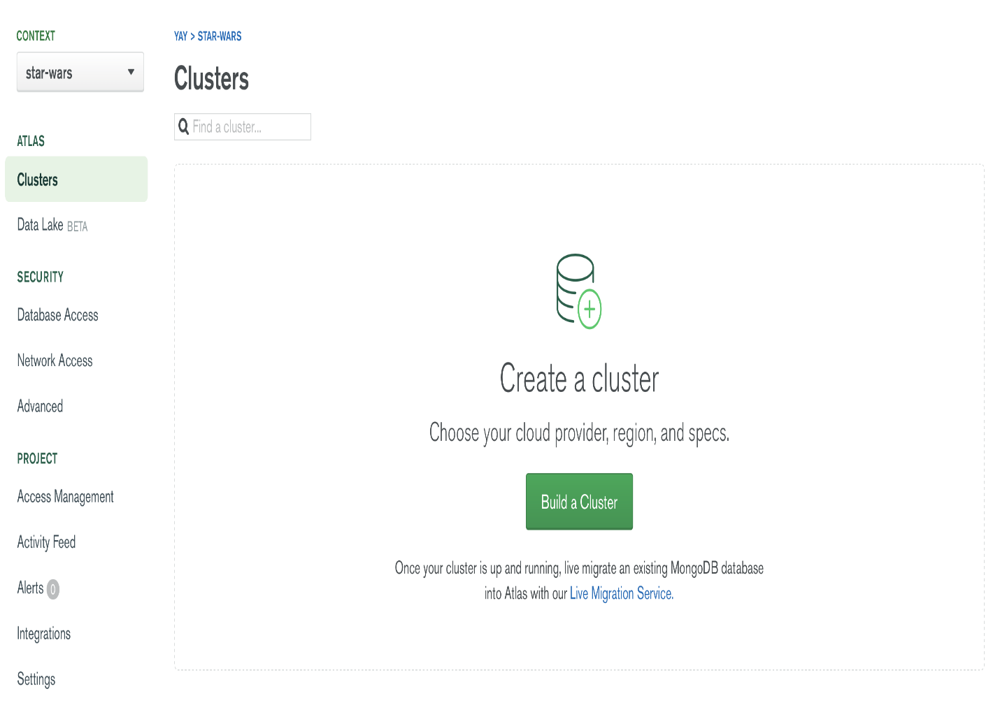 CONTEXT
star-wars
ATLAS
Clusters
Data Lake BETA
SECURITY
Database Access
Network Access
Advanced
PROJECT
Access Management
Activity Feed
Alerts 0
Integrations
Settings
YAY > STAR-WARS
Clusters
Find a cluster...
Create a cluster
Choose your cloud provider, region, and specs.
Build a Cluster
Once your cluster is up and running, live migrate an existing MongoDB database
into Atlas with our Live Migration Service.